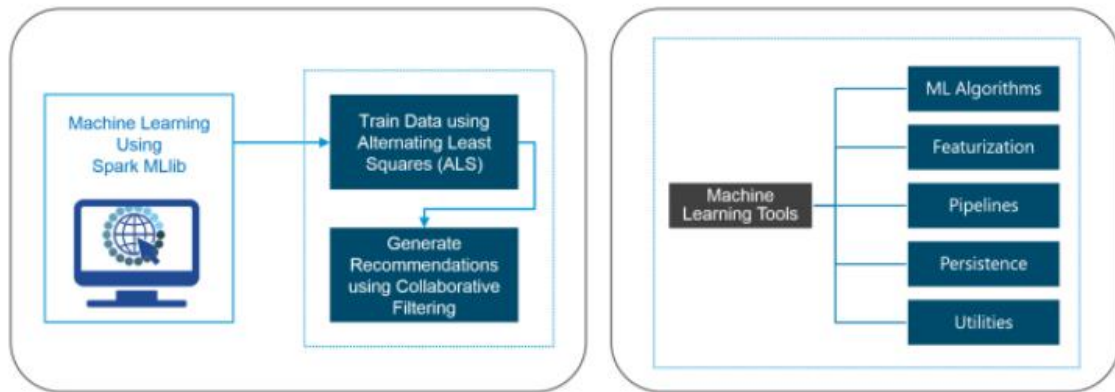 Machine Learning
Using
Spark MLlib
Train Data using
Alternating Least
Squares (ALS)
Generate
Recommendations
using Collaborative
Filtering
Machine
Learning Tools
ML Algorithms
Featurization
Pipelines
Persistence
Utilities